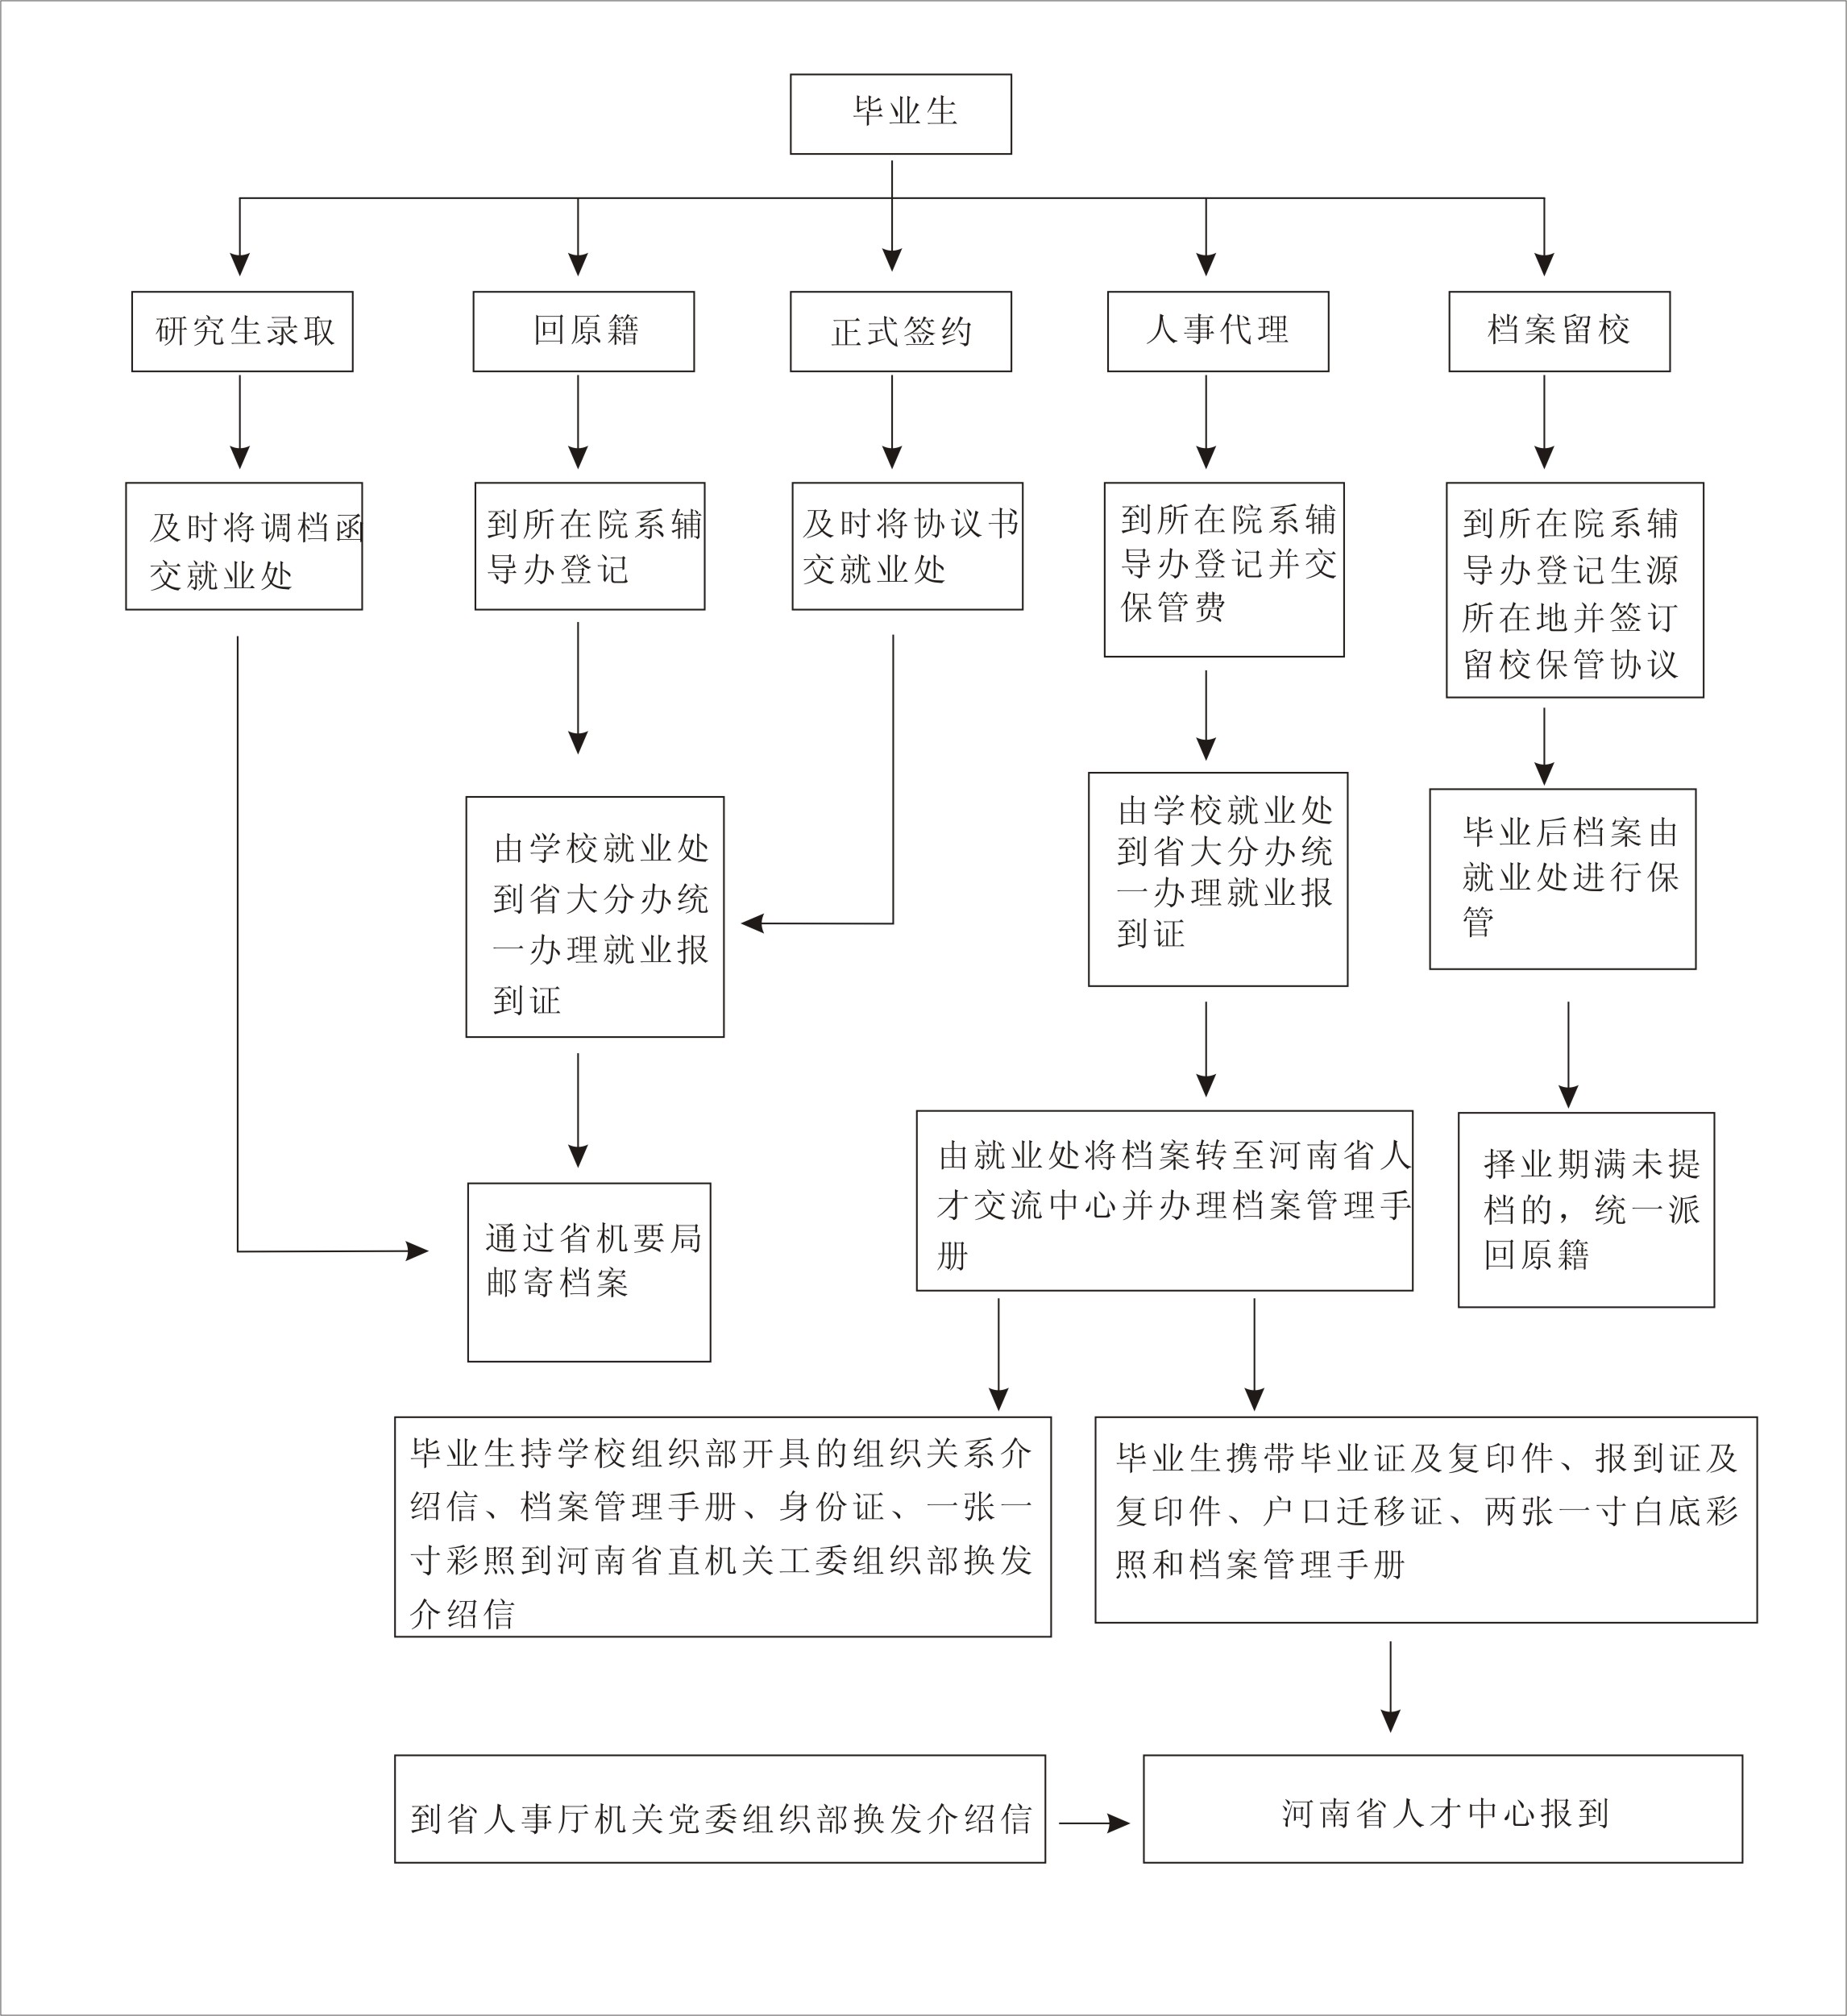 毕业生
研究生录取
回原籍
正式签约
人事代理
档案留校
及时将调档函
交就业处
到所在院系辅
导办登记
及时将协议书
交就业处
到所在院系辅
导办登记并交
保管费
到所在院系辅
导办登记生源
所在地并签订
留校保管协议
由学校就业处
到省大分办统
一办理就业报
到证
由学校就业处
到省大分办统
一办理就业报
到证
毕业后档案由
就业处进行保
管
通过省机要局
邮寄档案
由就业处将档案转至河南省人
才交流中心并办理档案管理手
册
择业期满未提
档的，统一派
回原籍
毕业生持学校组织部开具的组织关系介
绍信、档案管理手册、身份证、一张一
寸彩照到河南省直机关工委组织部换发
介绍信
毕业生携带毕业证及复印件、报到证及
复印件、户口迁移证、两张一寸白底彩
照和档案管理手册
到省人事厅机关党委组织部换发介绍信
河南省人才中心报到